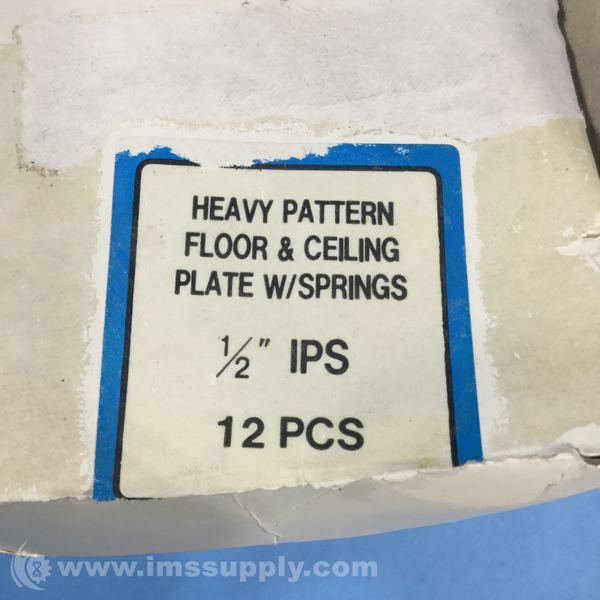 HEAVY PATTERN
FLOOR & CEILING
PLATE W/SPRINGS
1/2" IPS
12 PCS
www.imssupply.com